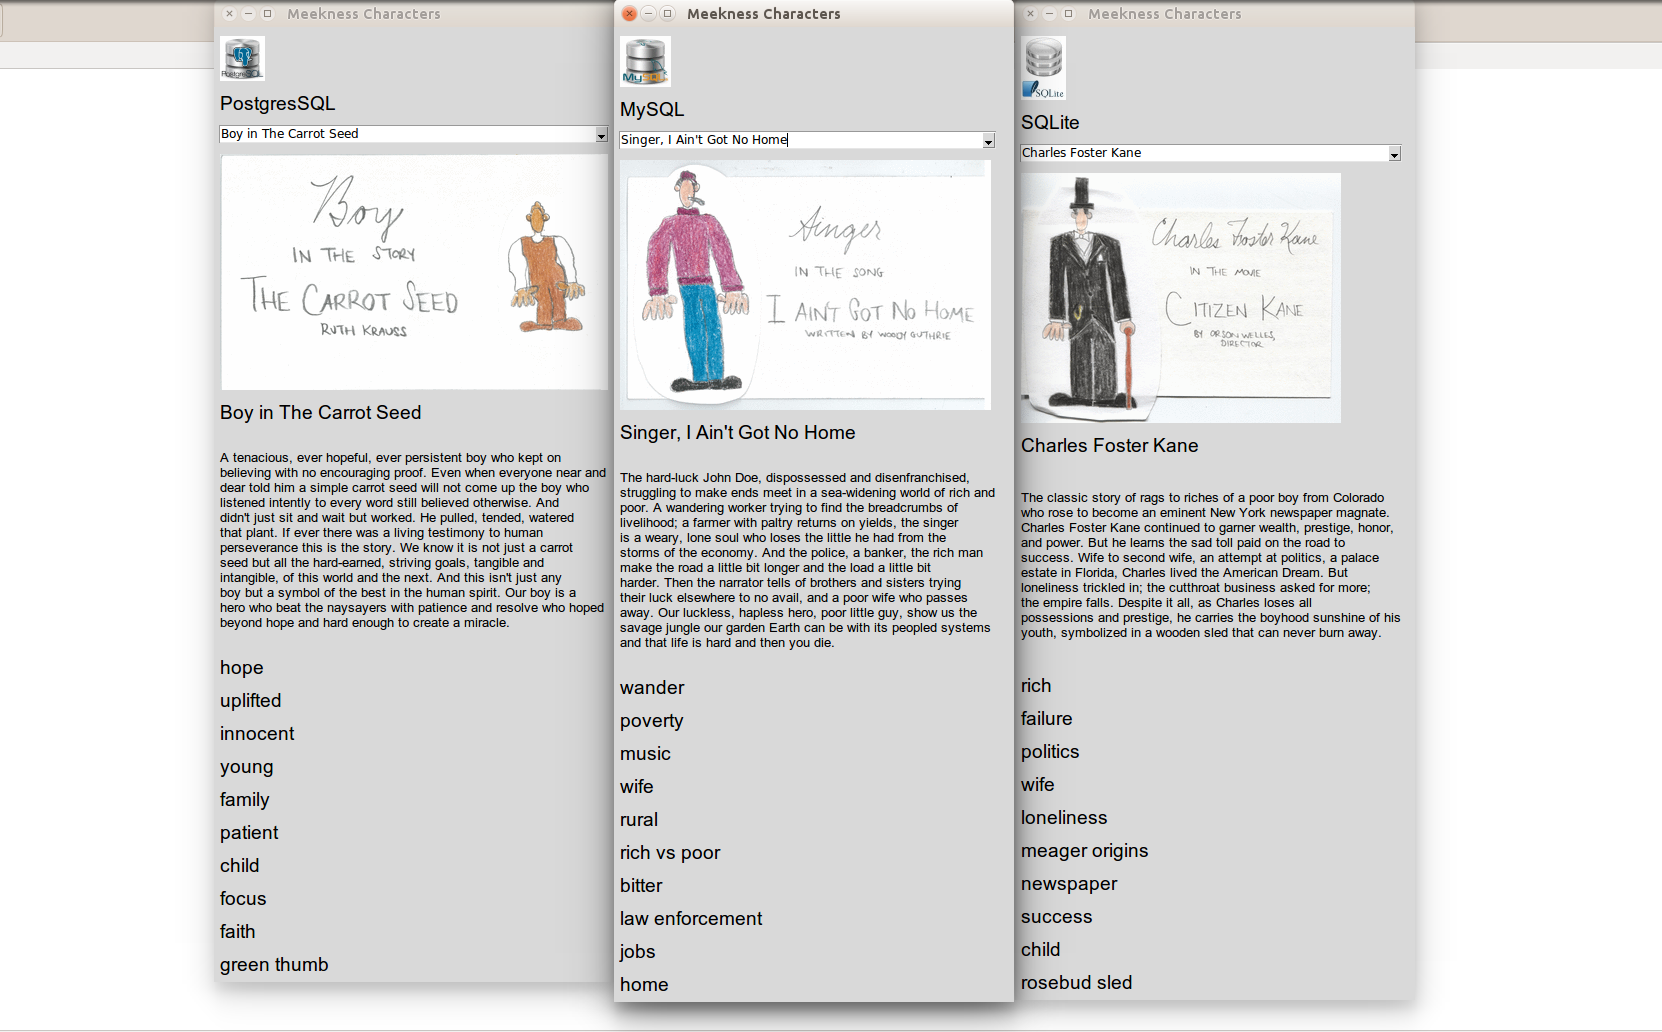 Meekness Characters
PostgreSQL
PostgresSQL
Boy in The Carrot Seed
Boy
IN THE STORY
THE CARROT SEED
RUTH KRAUSS
Boy in The Carrot Seed
A tenacious, ever hopeful, ever persistent boy who kept on
believing with no encouraging proof. Even when everyone near and
dear told him a simple carrot seed will not come up the boy who
listened intently to every word still believed otherwise. And
didn't just sit and wait but worked. He pulled, tended, watered
that plant. If ever there was a living testimony to human
perseverance this is the story. We know it is not just a carrot
seed but all the hard-earned, striving goals, tangible and
intangible, of this world and the next. And this isn't just any
boy but a symbol of the best in the human spirit. Our boy is a
hero who beat the naysayers with patience and resolve who hoped
beyond hope and hard enough to create a miracle.
hope
uplifted
innocent
young
family
patient
child
focus
faith
green thumb
Meekness Characters
MySQL
MySQL
Singer, I Ain't Got No Home
Singer
IN THE SONG
I AIN'T GOT NO HOME
WRITTEN BY WOODY GUTHRIE
Singer, I Ain't Got No Home
The hard-luck John Doe, dispossessed and disenfranchised,
struggling to make ends meet in a sea-widening world of rich and
poor. A wandering worker trying to find the breadcrumbs of
livelihood; a farmer with paltry returns on yields, the singer
is a weary, lone soul who loses the little he had from the
storms of the economy. And the police, a banker, the rich man
make the road a little bit longer and the load a little bit
harder. Then the narrator tells of brothers and sisters trying
their luck elsewhere to no avail, and a poor wife who passes
away. Our luckless, hapless hero, poor little guy, show us the
savage jungle our garden Earth can be with its peopled systems
and that life is hard and then you die.
wander
poverty
music
wife
rural
rich vs poor
bitter
law enforcement
jobs
home
Meekness Characters
SQLite
SQLite
Charles Foster Kane
Charles Foster Kane
IN THE MOVIE
CITIZEN KANE
BY ORSON WELLES,
DIRECTOR
Charles Foster Kane
The classic story of rags to riches of a poor boy from Colorado
who rose to become an eminent New York newspaper magnate.
Charles Foster Kane continued to garner wealth, prestige, honor,
and power. But he learns the sad toll paid on the road to
success. Wife to second wife, an attempt at politics, a palace
estate in Florida, Charles lived the American Dream. But
loneliness trickled in; the cutthroat business asked for more;
the empire falls. Despite it all, as Charles loses all
possessions and prestige, he carries the boyhood sunshine of his
youth, symbolized in a wooden sled that can never burn away.
rich
failure
politics
wife
loneliness
meager origins
newspaper
success
child
rosebud sled